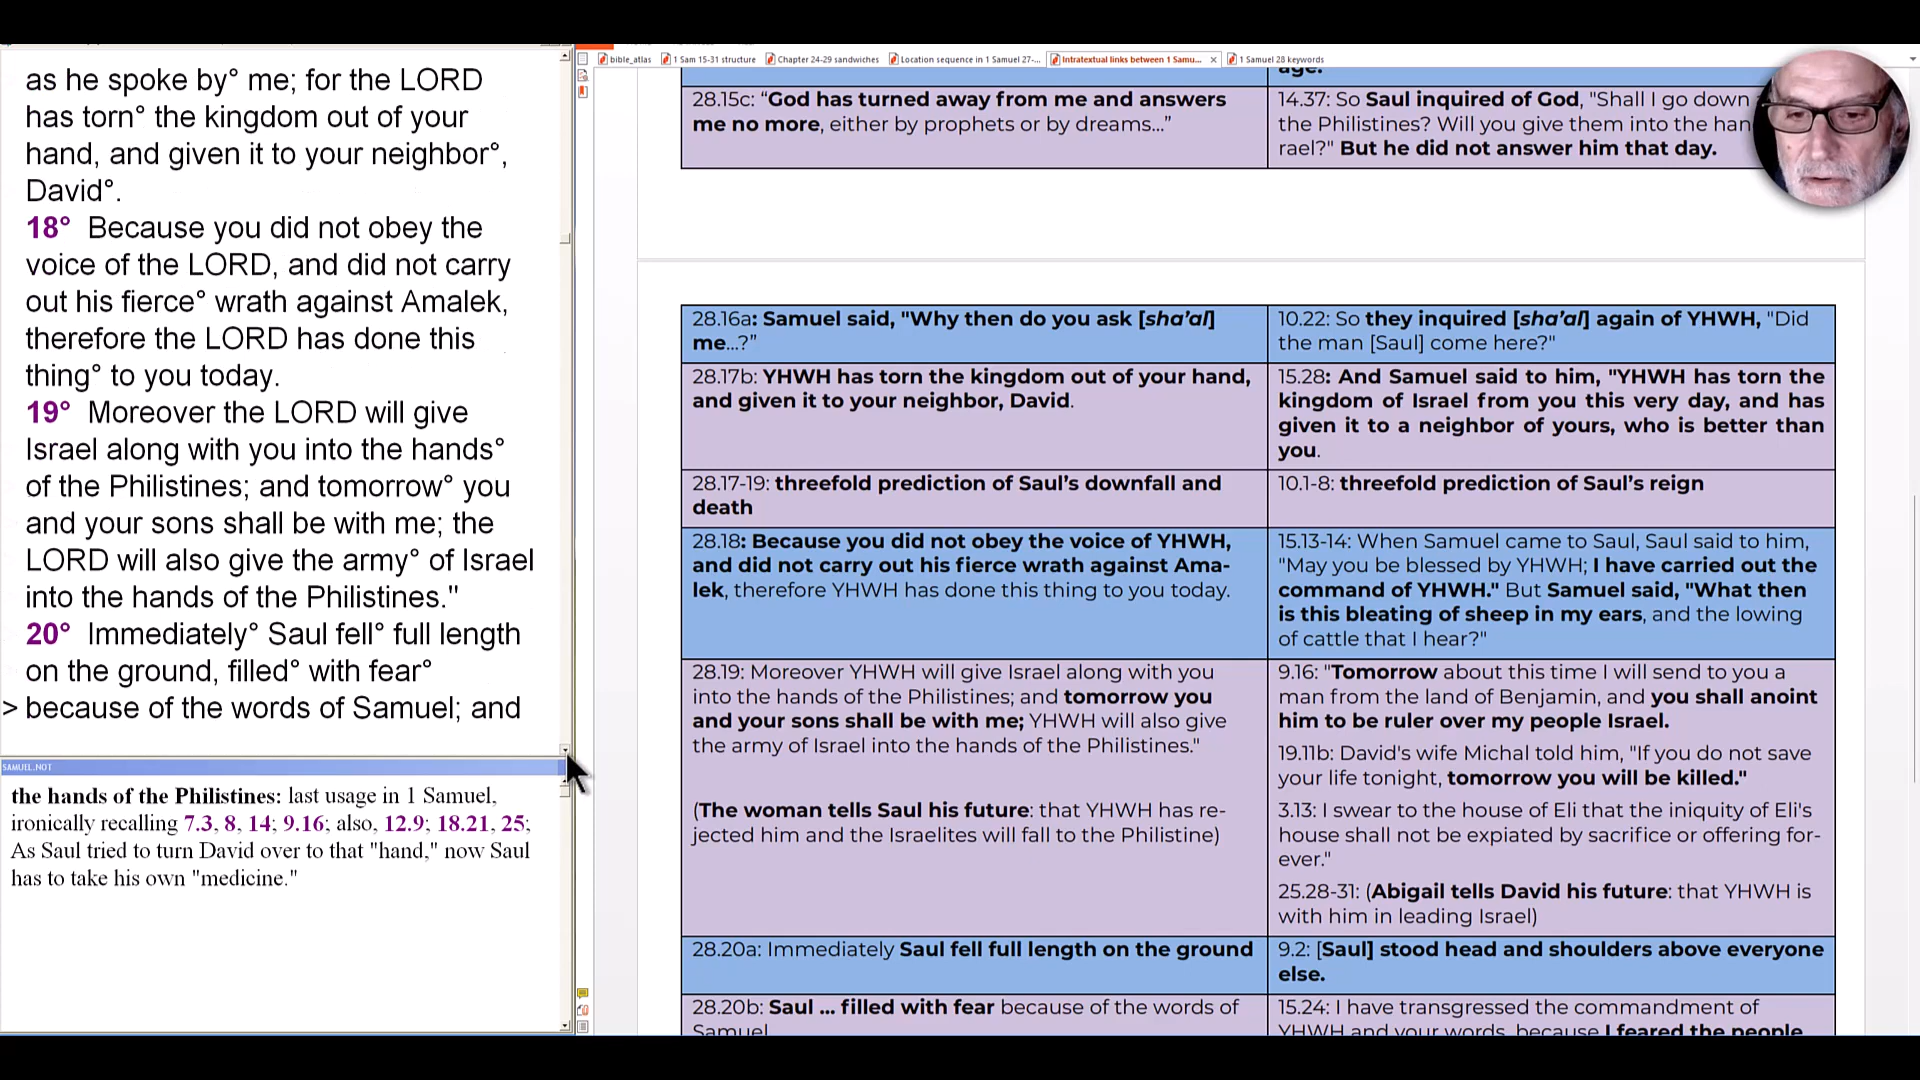 as he spoke by° me; for the LORD
has torn° the kingdom out of your
hand, and given it to your neighbor°,
David°.
18° Because you did not obey the
voice of the LORD, and did not carry
out his fierce° wrath against Amalek,
therefore the LORD has done this
thing° to you today.
19° Moreover the LORD will give
Israel along with you into the hands°
of the Philistines; and tomorrow° you
and your sons shall be with me; the
LORD will also give the army° of Israel
into the hands of the Philistines."
20° Immediately° Saul fell° full length
on the ground, filled° with fear°
> because of the words of Samuel; and
SAMUEL.NOT
the hands of the Philistines: last usage in 1 Samuel,
ironically recalling 7.3, 8, 14; 9.16; also, 12.9; 18.21, 25;
As Saul tried to turn David over to that "hand," now Saul
has to take his own "medicine."
bible_atlas
1 Sam 15-31 structure
Chapter 24-29 sandwiches
Location sequence in 1 Samuel 27-...
Intratextual links between 1 Samu...
1 Samuel 28 keywords
age.
28.15c: “God has turned away from me and answers
me no more, either by prophets or by dreams…”
14.37: So Saul inquired of God, "Shall I go down
the Philistines? Will you give them into the han
rael?" But he did not answer him that day.
28.16a: Samuel said, "Why then do you ask [sha’al]
me…?”
10.22: So they inquired [sha’al] again of YHWH, "Did
the man [Saul] come here?"
28.17b: YHWH has torn the kingdom out of your hand,
and given it to your neighbor, David.
15.28: And Samuel said to him, "YHWH has torn the
kingdom of Israel from you this very day, and has
given it to a neighbor of yours, who is better than
you.
28.17-19: threefold prediction of Saul’s downfall and
death
10.1-8: threefold prediction of Saul’s reign
28.18: Because you did not obey the voice of YHWH,
and did not carry out his fierce wrath against Ama-
lek, therefore YHWH has done this thing to you today.
15.13-14: When Samuel came to Saul, Saul said to him,
"May you be blessed by YHWH; I have carried out the
command of YHWH." But Samuel said, "What then
is this bleating of sheep in my ears, and the lowing
of cattle that I hear?"
28.19: Moreover YHWH will give Israel along with you
into the hands of the Philistines; and tomorrow you
and your sons shall be with me; YHWH will also give
the army of Israel into the hands of the Philistines."
(The woman tells Saul his future: that YHWH has re-
jected him and the Israelites will fall to the Philistine)
9.16: "Tomorrow about this time I will send to you a
man from the land of Benjamin, and you shall anoint
him to be ruler over my people Israel.
19.11b: David's wife Michal told him, "If you do not save
your life tonight, tomorrow you will be killed."
3.13: I swear to the house of Eli that the iniquity of Eli's
house shall not be expiated by sacrifice or offering for-
ever."
25.28-31: (Abigail tells David his future: that YHWH is
with him in leading Israel)
28.20a: Immediately Saul fell full length on the ground
9.2: [Saul] stood head and shoulders above everyone
else.
28.20b: Saul … filled with fear because of the words of
Samuel
15.24: I have transgressed the commandment of
YHWH and your words, because I feared the people